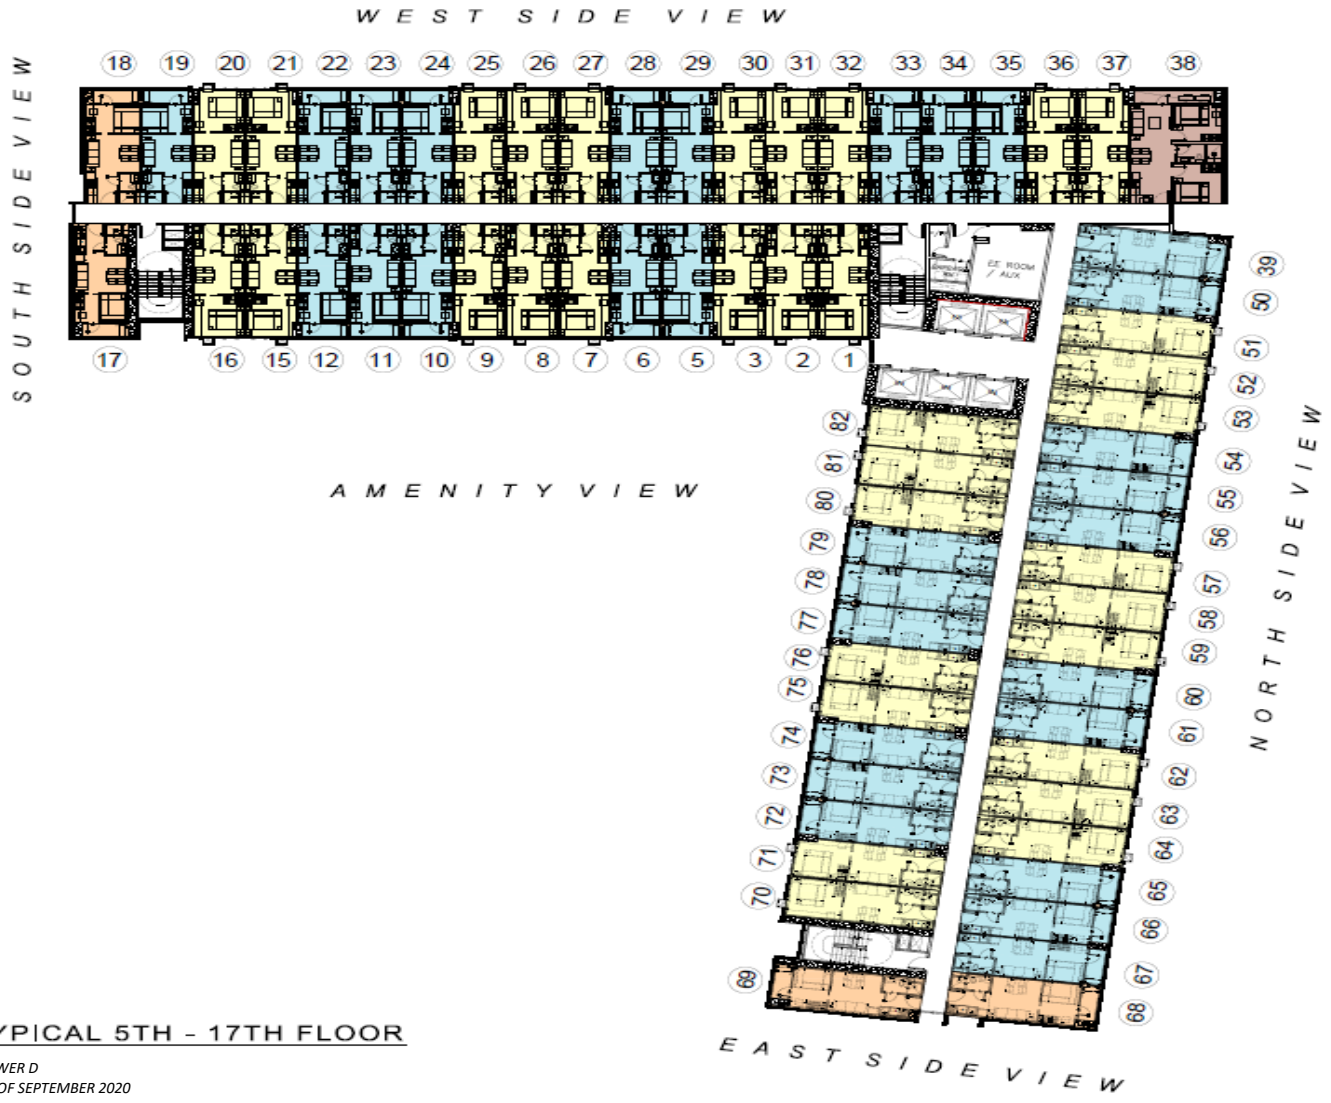 WEST SIDE VIEW
18 19 20 21 22 23 24 25 26 27 28 29 30 31 32 33 34 35 36 37 38
SOUTH SIDE VIEW
EE ROOM
/ AUX
17 16 15 12 11 10 9 8 7 6 5 3 2 1
39
50
51
52
53
54
55
56
57
58
59
60
61
62
63
64
65
66
67
68
NORTH SIDE VIEW
82
81
80
79
78
77
76
75
74
73
72
71
70
69
AMENITY VIEW
EAST SIDE VIEW
YPICAL 5TH - 17TH FLOOR
WER D
OF SEPTEMBER 2020